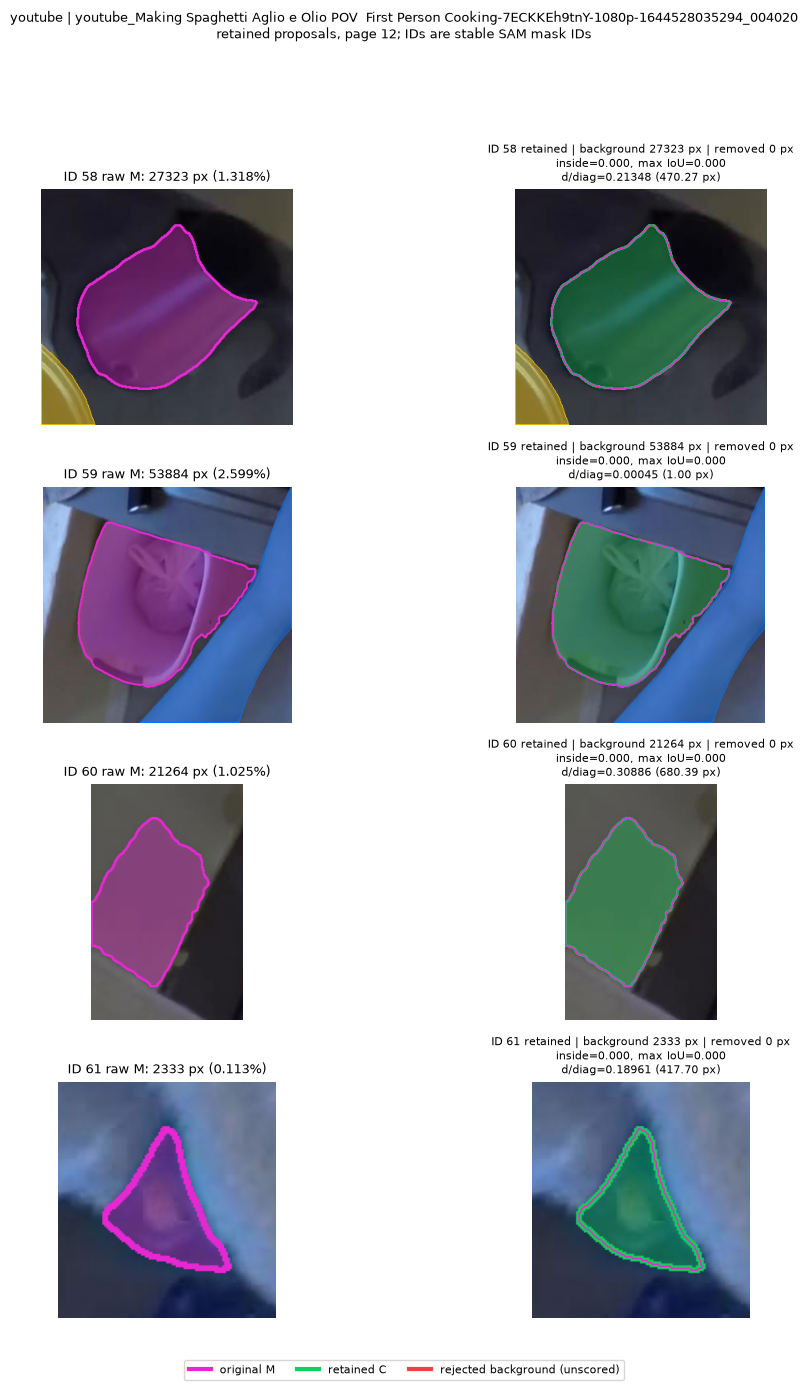 youtube | youtube_Making Spaghetti Aglio e Olio POV  First Person Cooking-7ECKKEh9tnY-1080p-1644528035294_004020
retained proposals, page 12; IDs are stable SAM mask IDs
ID 58 raw M: 27323 px (1.318%)
ID 58 retained | background 27323 px | removed 0 px
inside=0.000, max IoU=0.000
d/diag=0.21348 (470.27 px)
ID 59 raw M: 53884 px (2.599%)
ID 59 retained | background 53884 px | removed 0 px
inside=0.000, max IoU=0.000
d/diag=0.00045 (1.00 px)
ID 60 raw M: 21264 px (1.025%)
ID 60 retained | background 21264 px | removed 0 px
inside=0.000, max IoU=0.000
d/diag=0.30886 (680.39 px)
ID 61 raw M: 2333 px (0.113%)
ID 61 retained | background 2333 px | removed 0 px
inside=0.000, max IoU=0.000
d/diag=0.18961 (417.70 px)
original M
retained C
rejected background (unscored)